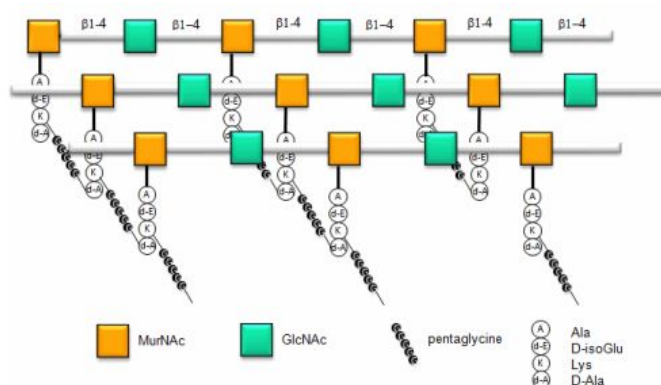 β1-4 β1–4 β1-4 β1-4 β1-4 β1–4
A A A
d-E d-E d-E
K K K
d-A
A A A
d-E d-E d-E
K K K
d-A d-A d-A
A A A
d-E d-E d-E
K K K
d-A d-A d-A
MurNAc
GlcNAc
pentaglycine
A Ala
d-E D-isoGlu
K Lys
d-A D-Ala